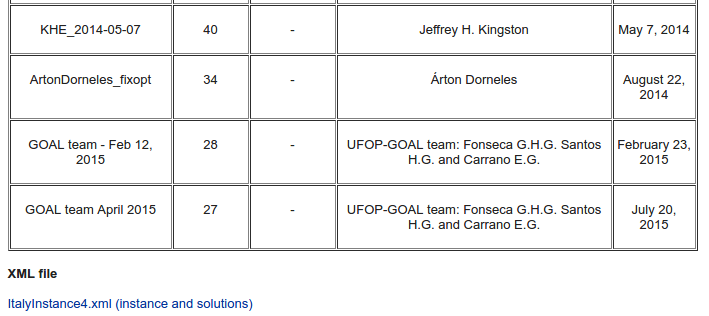 KHE_2014-05-07 40 - Jeffrey H. Kingston May 7, 2014
ArtonDorneles_fixopt 34 - Árton Dorneles August 22,
2014
GOAL team - Feb 12, 28 - UFOP-GOAL team: Fonseca G.H.G. Santos February 23,
2015 H.G. and Carrano E.G. 2015
GOAL team April 2015 27 - UFOP-GOAL team: Fonseca G.H.G. Santos July 20,
H.G. and Carrano E.G. 2015
XML file
ItalyInstance4.xml (instance and solutions)